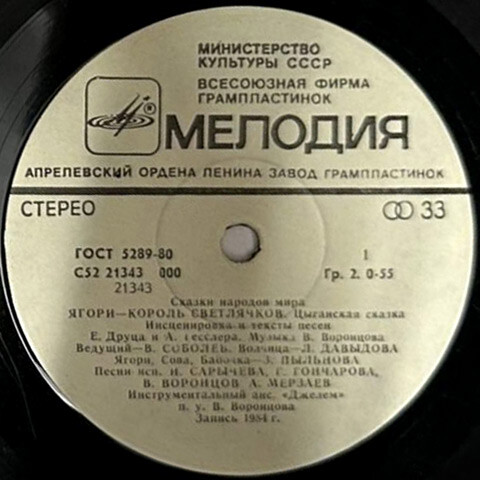 МИНИСТЕРСТВО
КУЛЬТУРЫ СССР
ВСЕСОЮЗНАЯ ФИРМА
ГРАМПЛАСТИНОК
®
МЕЛОДИЯ
АПРЕЛЕВСКИЙ ОРДЕНА ЛЕНИНА ЗАВОД ГРАМПЛАСТИНОК
СТЕРЕО 33
ГОСТ 5289-80 1
С52 21343 000 Гр. 2. 0-55
21343
Сказки народов мира
ЯГОРИ—КОРОЛЬ СВЕТЛЯЧКОВ. Цыганская сказка
Инсценировка и тексты песен
Е. Друца и А. Гесслера. Музыка В. Воронцова
Ведущий—В. СОБОЛЕВ. Волчица—Л. ДАВЫДОВА
Ягори, Сова, Бабочка—З. ПЫЛЬНОВА
Песни исп. Н. САРЫЧЕВА, Г. ГОНЧАРОВА,
В. ВОРОНЦОВ А. МЕРЗЛЕВ
Инструментальный анс. «Джелем»
п. у. В. Воронцова
Запись 1984 г.